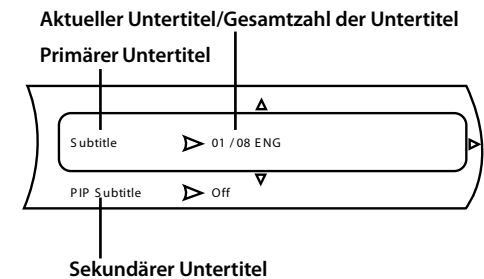 Aktueller Untertitel/Gesamtzahl der Untertitel
Primärer Untertitel
Subtitle 01 / 08 ENG
PIP Subtitle Off
Sekundärer Untertitel